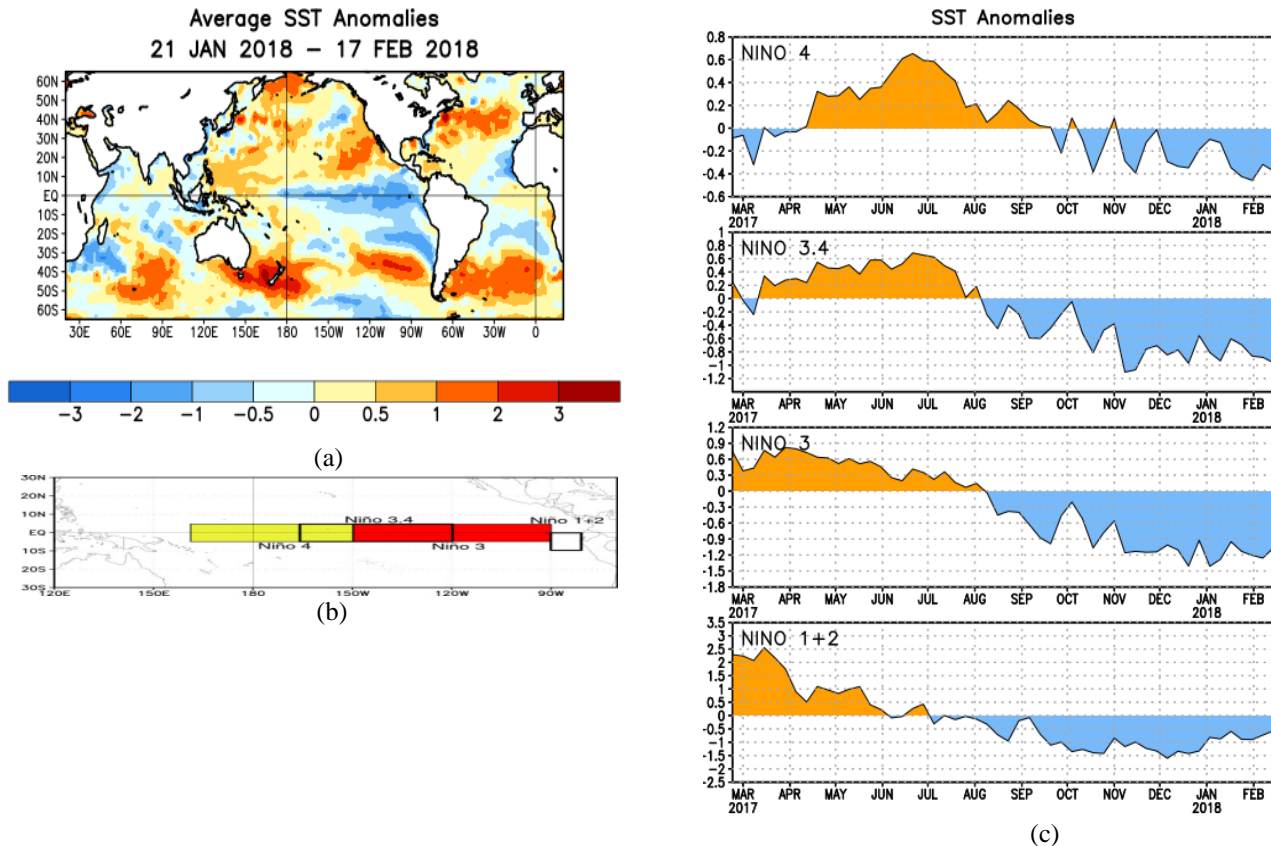 Average SST Anomalies
21 JAN 2018 – 17 FEB 2018
60N
50N
40N
30N
20N
10N
EQ
10S
20S
30S
40S
50S
60S
30E 60E 90E 120E 150E 180 150W 120W 90W 60W 30W 0
−3 −2 −1 −0.5 0 0.5 1 2 3
(a)
30N
20N
10N
EQ
10S
20S
30S
Niño 3.4 Niño 1+2
Niño 4 Niño 3
120E 150E 180 150W 120W 90W
(b)
SST Anomalies
NINO 4
0.8
0.6
0.4
0.2
0
−0.2
−0.4
−0.6
MAR APR MAY JUN JUL AUG SEP OCT NOV DEC JAN FEB
2017 2018
NINO 3.4
1
0.8
0.6
0.4
0.2
0
−0.2
−0.4
−0.6
−0.8
−1
−1.2
MAR APR MAY JUN JUL AUG SEP OCT NOV DEC JAN FEB
2017 2018
NINO 3
1.2
0.9
0.6
0.3
0
−0.3
−0.6
−0.9
−1.2
−1.5
−1.8
MAR APR MAY JUN JUL AUG SEP OCT NOV DEC JAN FEB
2017 2018
NINO 1+2
3.5
3
2.5
2
1.5
1
0.5
0
−0.5
−1
−1.5
−2
−2.5
MAR APR MAY JUN JUL AUG SEP OCT NOV DEC JAN FEB
2017 2018
(c)